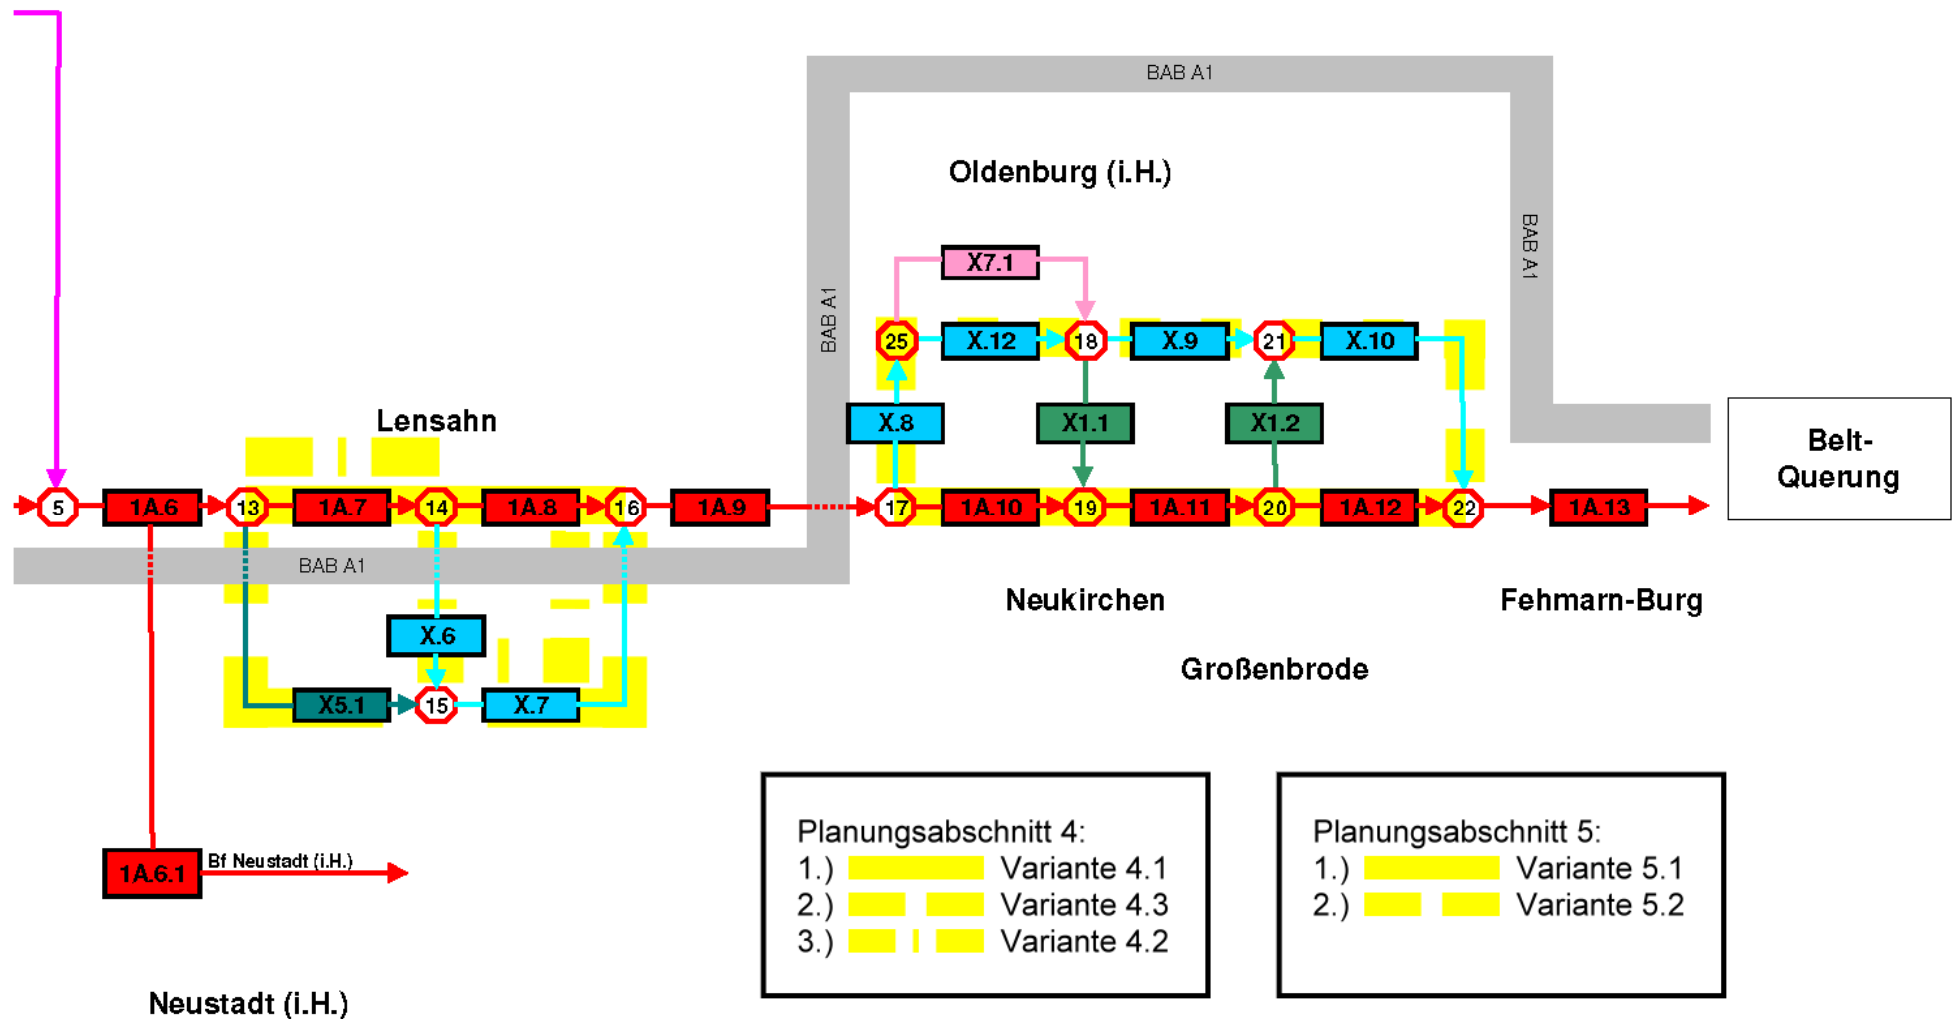 BAB A1
Oldenburg (i.H.)
BAB A1
BAB A1
X7.1
25
X.12
18
X.9
21
X.10
X.8
X1.1
X1.2
Lensahn
Belt-
Querung
5
1A.6
13
1A.7
14
1A.8
16
1A.9
17
1A.10
19
1A.11
20
1A.12
22
1A.13
BAB A1
Neukirchen
Fehmarn-Burg
X.6
Großenbrode
X5.1
15
X.7
1A.6.1
Bf Neustadt (i.H.)
Planungsabschnitt 4:
1.) Variante 4.1
2.) Variante 4.3
3.) Variante 4.2
Planungsabschnitt 5:
1.) Variante 5.1
2.) Variante 5.2
Neustadt (i.H.)